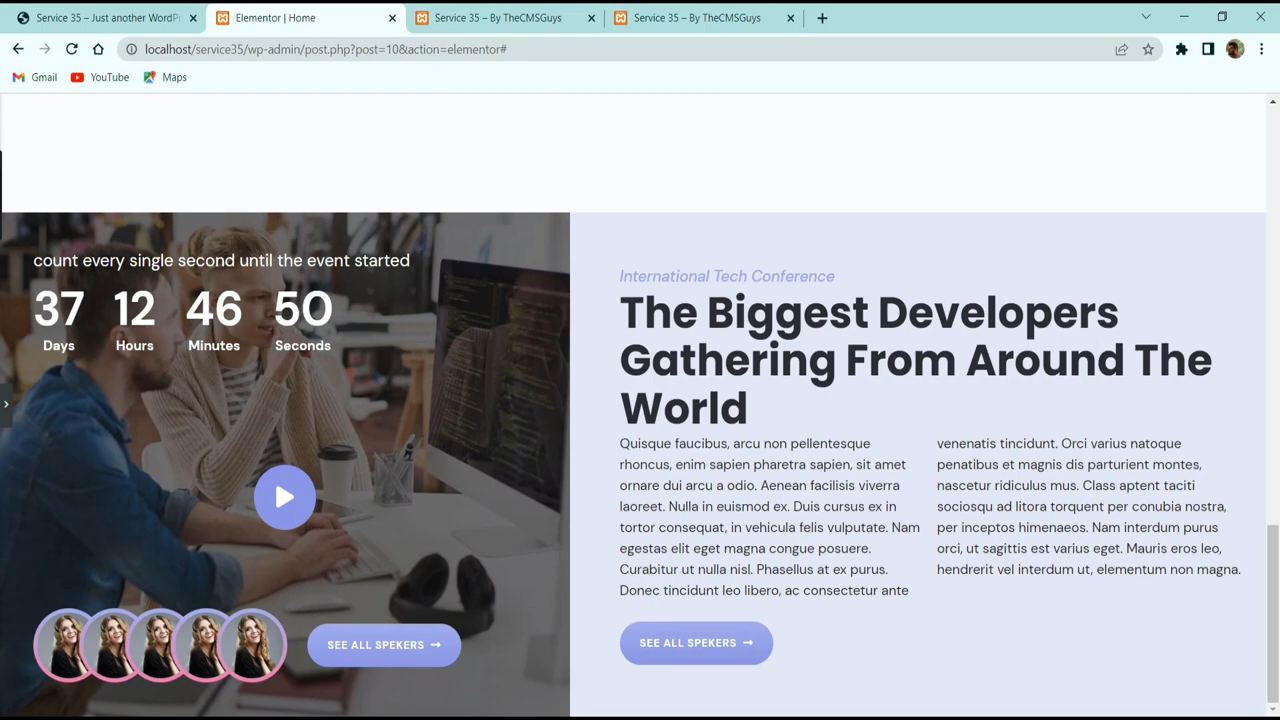 Service 35 – Just another WordPr
Elementor | Home
Service 35 – By TheCMSGuys
Service 35 – By TheCMSGuys
localhost/service35/wp-admin/post.php?post=10&action=elementor#
Gmail
YouTube
Maps
count every single second until the event started
37 12 46 50
Days Hours Minutes Seconds
SEE ALL SPEKERS →
International Tech Conference
The Biggest Developers
Gathering From Around The
World
Quisque faucibus, arcu non pellentesque
rhoncus, enim sapien pharetra sapien, sit amet
ornare dui arcu a odio. Aenean facilisis viverra
laoreet. Nulla in euismod ex. Duis cursus ex in
tortor consequat, in vehicula felis vulputate. Nam
egestas elit eget magna congue posuere.
Curabitur ut nulla nisl. Phasellus at ex purus.
Donec tincidunt leo libero, ac consectetur ante
venenatis tincidunt. Orci varius natoque
penatibus et magnis dis parturient montes,
nascetur ridiculus mus. Class aptent taciti
sociosqu ad litora torquent per conubia nostra,
per inceptos himenaeos. Nam interdum purus
orci, ut sagittis est varius eget. Mauris eros leo,
hendrerit vel interdum ut, elementum non magna.
SEE ALL SPEKERS →